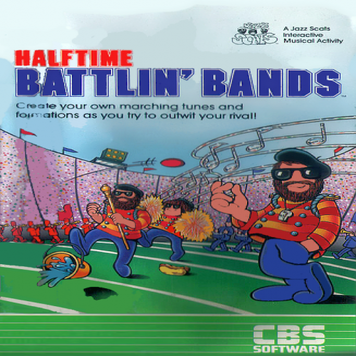 A Jazz Scats
Interactive
Musical Activity
HALFTIME
BATTLIN' BANDS™
Create your own marching tunes and
formations as you try to outwit your rival!
CBS
SOFTWARE